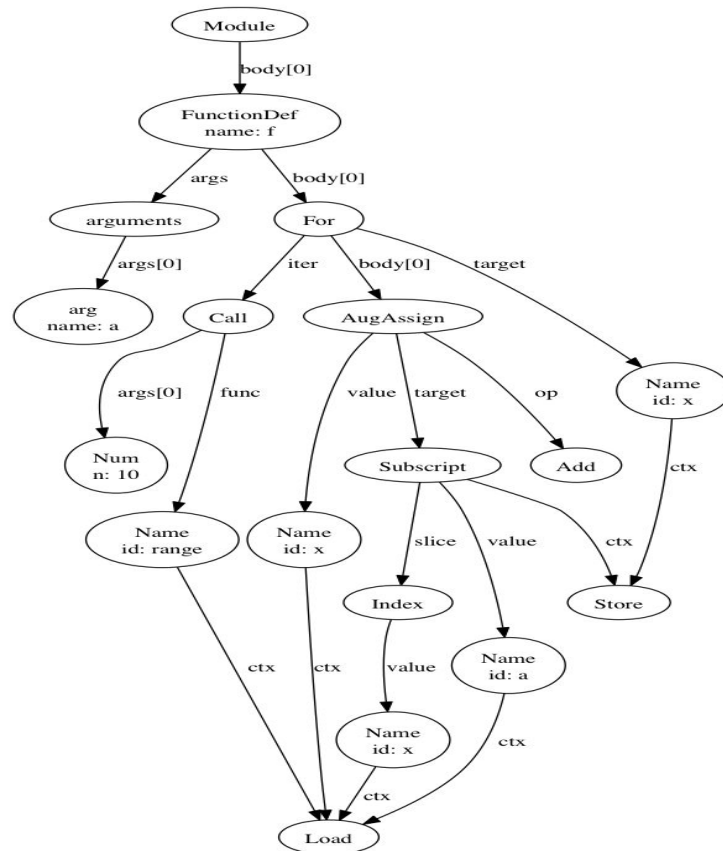 Module
body[0]
FunctionDef
name: f
args
body[0]
arguments
For
args[0]
iter
body[0]
target
arg
name: a
Call
AugAssign
Name
id: x
args[0]
func
value
target
op
ctx
Num
n: 10
Subscript
Add
Name
id: range
Name
id: x
slice
value
ctx
Index
Store
ctx
ctx
value
Name
id: a
Name
id: x
ctx
ctx
Load